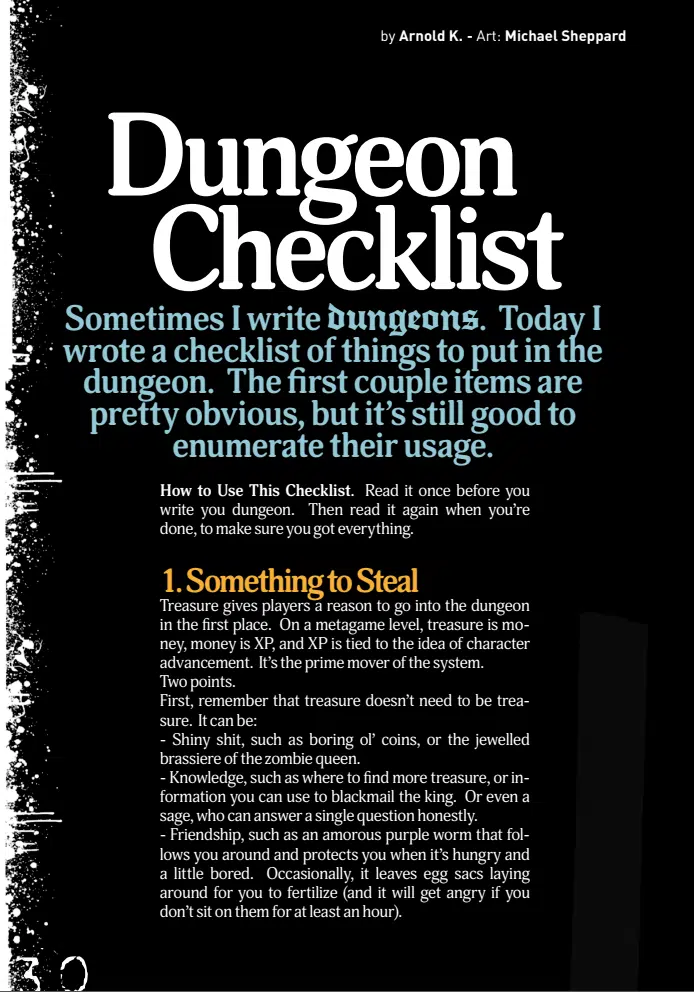 by Arnold K. - Art: Michael Sheppard
Dungeon
Checklist
Sometimes I write dungeons. Today I
wrote a checklist of things to put in the
dungeon. The first couple items are
pretty obvious, but it's still good to
enumerate their usage.
How to Use This Checklist. Read it once before you
write you dungeon. Then read it again when you're
done, to make sure you got everything.
1. Something to Steal
Treasure gives players a reason to go into the dungeon
in the first place. On a metagame level, treasure is mo-
ney, money is XP, and XP is tied to the idea of character
advancement. It's the prime mover of the system.
Two points.
First, remember that treasure doesn't need to be trea-
sure. It can be:
- Shiny shit, such as boring ol' coins, or the jewelled
brassiere of the zombie queen.
- Knowledge, such as where to find more treasure, or in-
formation you can use to blackmail the king. Or even a
sage, who can answer a single question honestly.
- Friendship, such as an amorous purple worm that fol-
lows you around and protects you when it's hungry and
a little bored. Occasionally, it leaves egg sacs laying
around for you to fertilize (and it will get angry if you
don't sit on them for at least an hour).
30